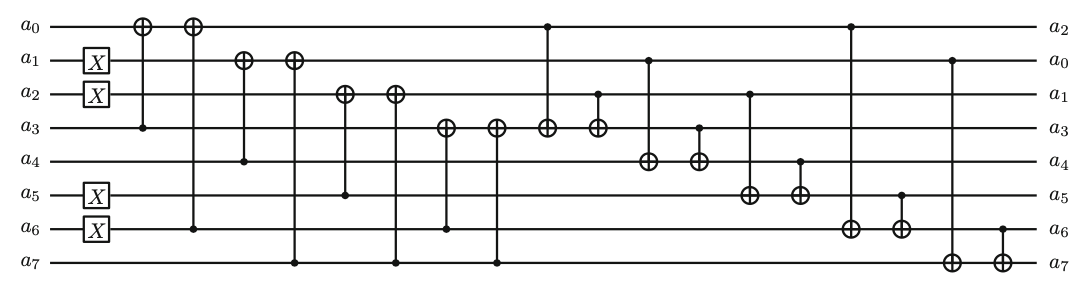 a₀ a₂
a₁ X a₀
a₂ X a₁
a₃ a₃
a₄ a₄
a₅ X a₅
a₆ X a₆
a₇ a₇